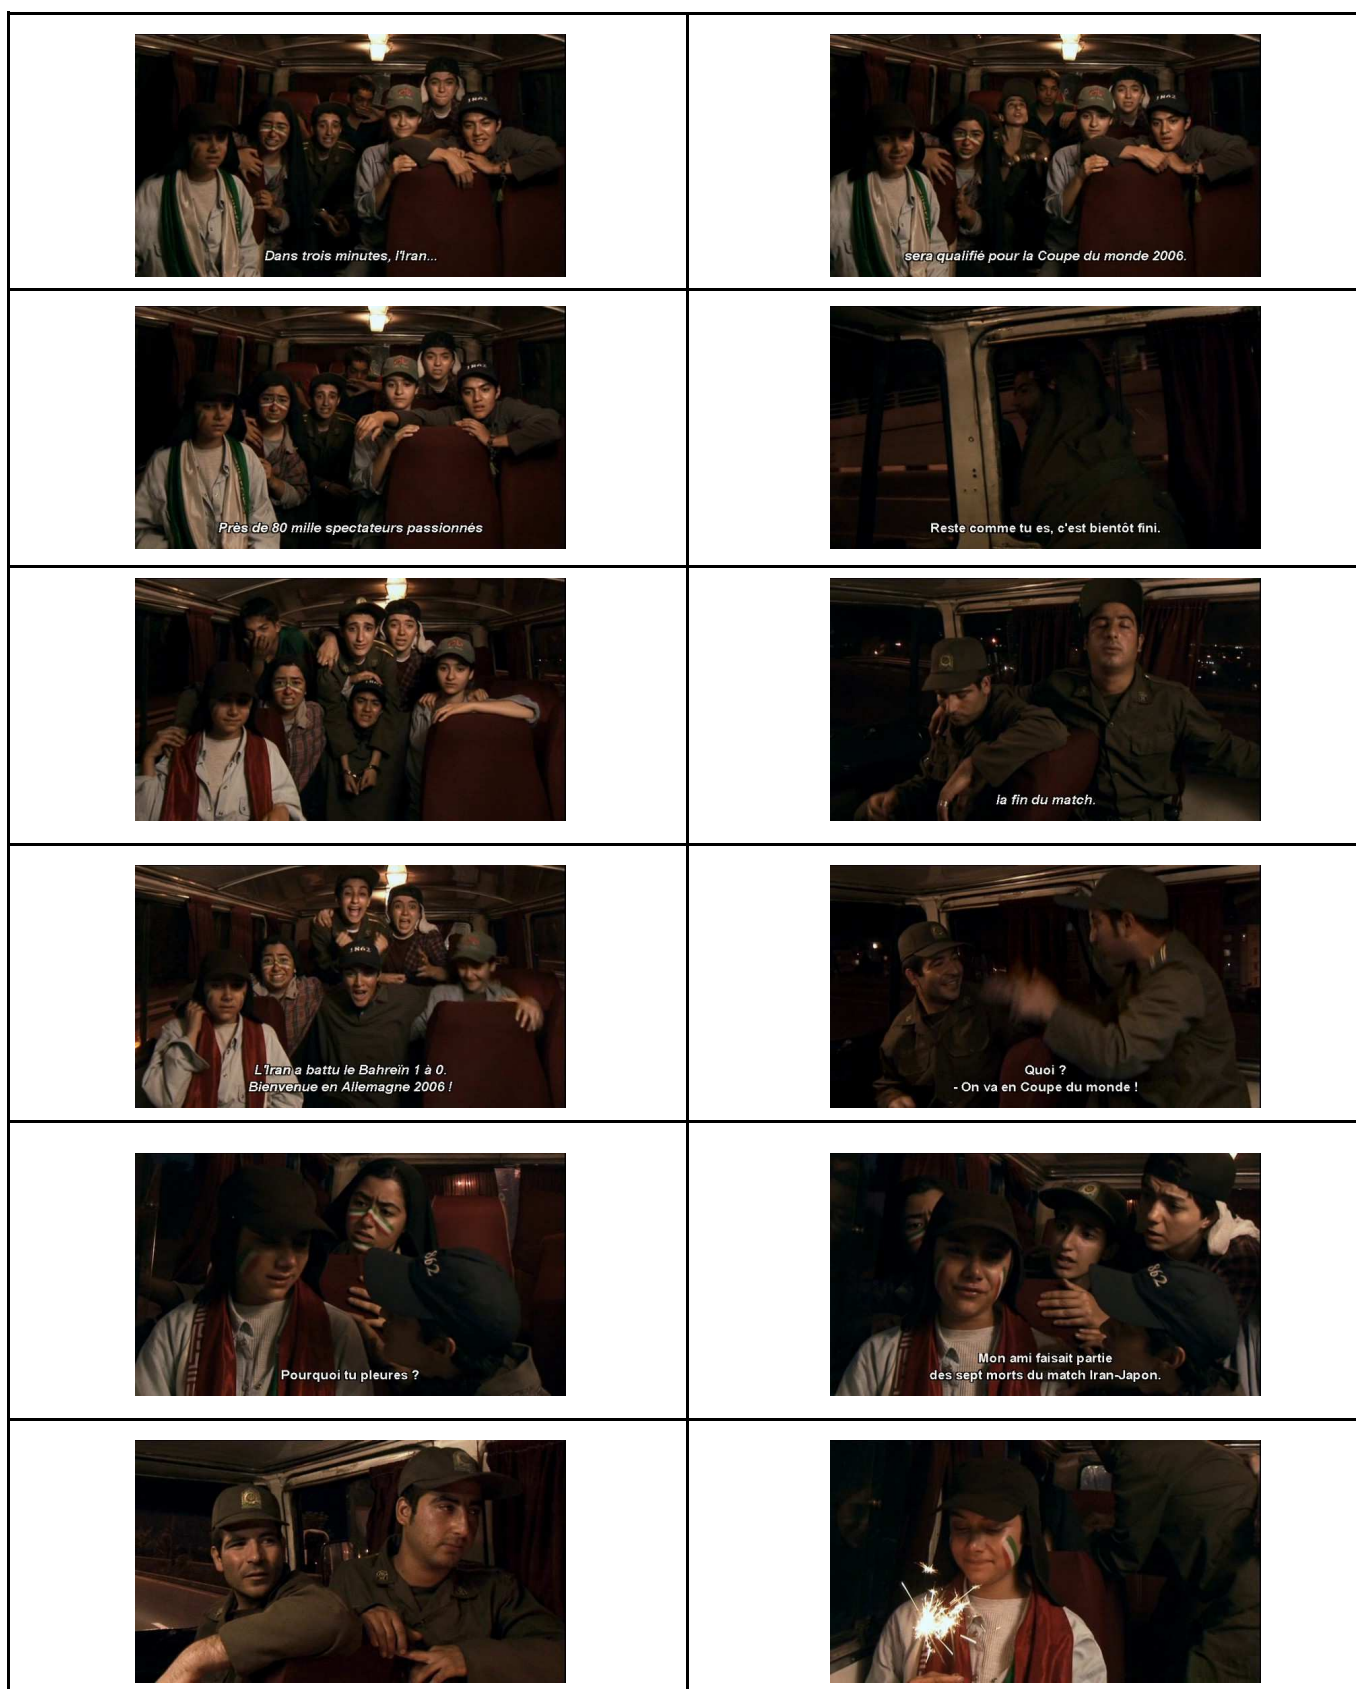 Dans trois minutes, l'Iran...
sera qualifié pour la Coupe du monde 2006.
Près de 80 mille spectateurs passionnés
Reste comme tu es, c'est bientôt fini.
la fin du match.
1862
L'Iran a battu le Bahreïn 1 à 0.
Bienvenue en Allemagne 2006 !
Quoi ?
- On va en Coupe du monde !
862
Pourquoi tu pleures ?
862
Mon ami faisait partie
des sept morts du match Iran-Japon.